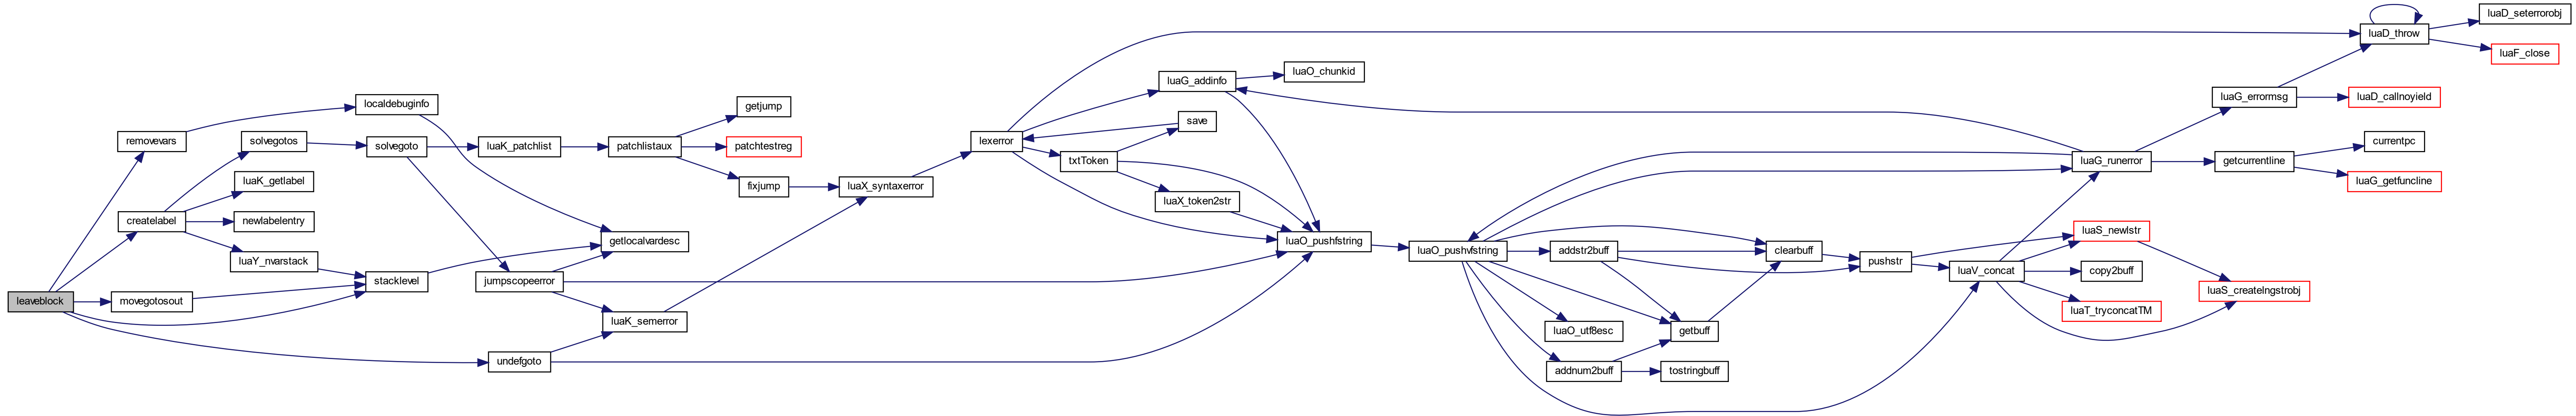 leaveblock
removevars
createlabel
movegotosout
solvegotos
luaK_getlabel
newlabelentry
luaY_nvarstack
localdebuginfo
solvegoto
stacklevel
luaK_patchlist
jumpscopeerror
undefgoto
patchlistaux
getlocalvardesc
luaK_semerror
getjump
patchtestreg
fixjump
luaX_syntaxerror
lexerror
txtToken
luaG_addinfo
save
luaX_token2str
luaO_chunkid
luaO_pushfstring
luaO_pushvfstring
addstr2buff
luaO_utf8esc
addnum2buff
getbuff
tostringbuff
clearbuff
pushstr
luaV_concat
luaG_runerror
luaS_newlstr
copy2buff
luaT_tryconcatTM
luaS_createlngstrobj
getcurrentline
luaG_errormsg
luaD_throw
luaD_callnoyield
currentpc
luaG_getfuncline
luaD_seterrorobj
luaF_close